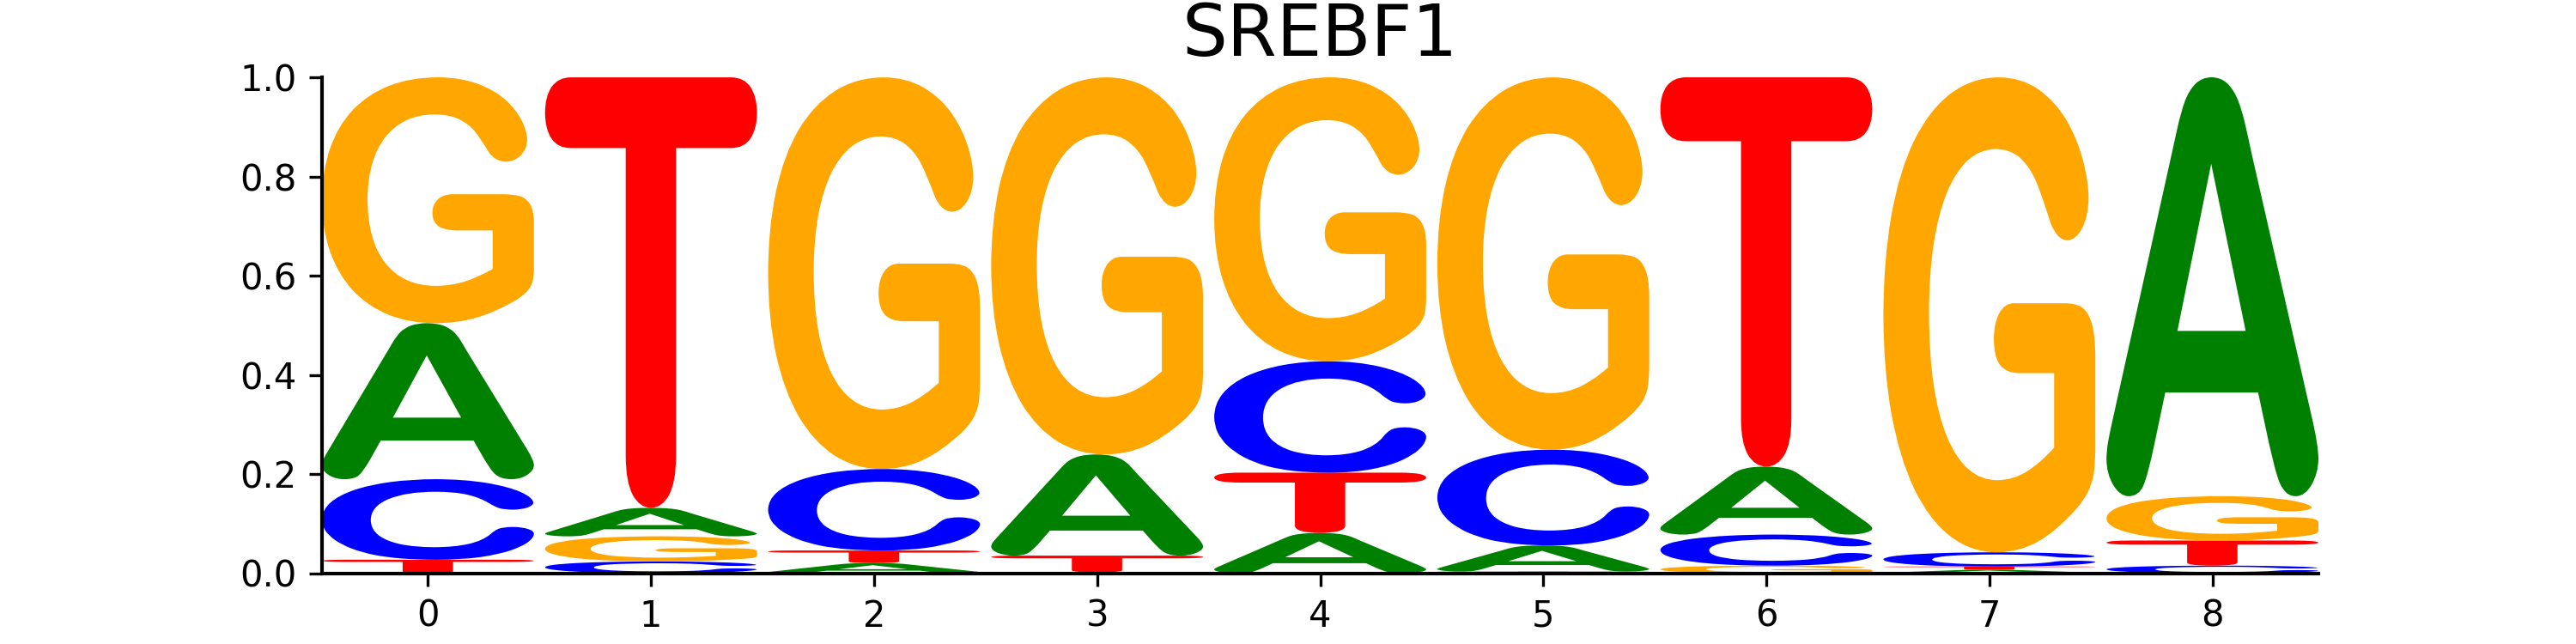 SREBF1
1.0
0.8
0.6
0.4
0.2
0.0
G T G G G G T G A
A A C A C C A C G
C G T T T A C T T
T C A A G A C
0 1 2 3 4 5 6 7 8